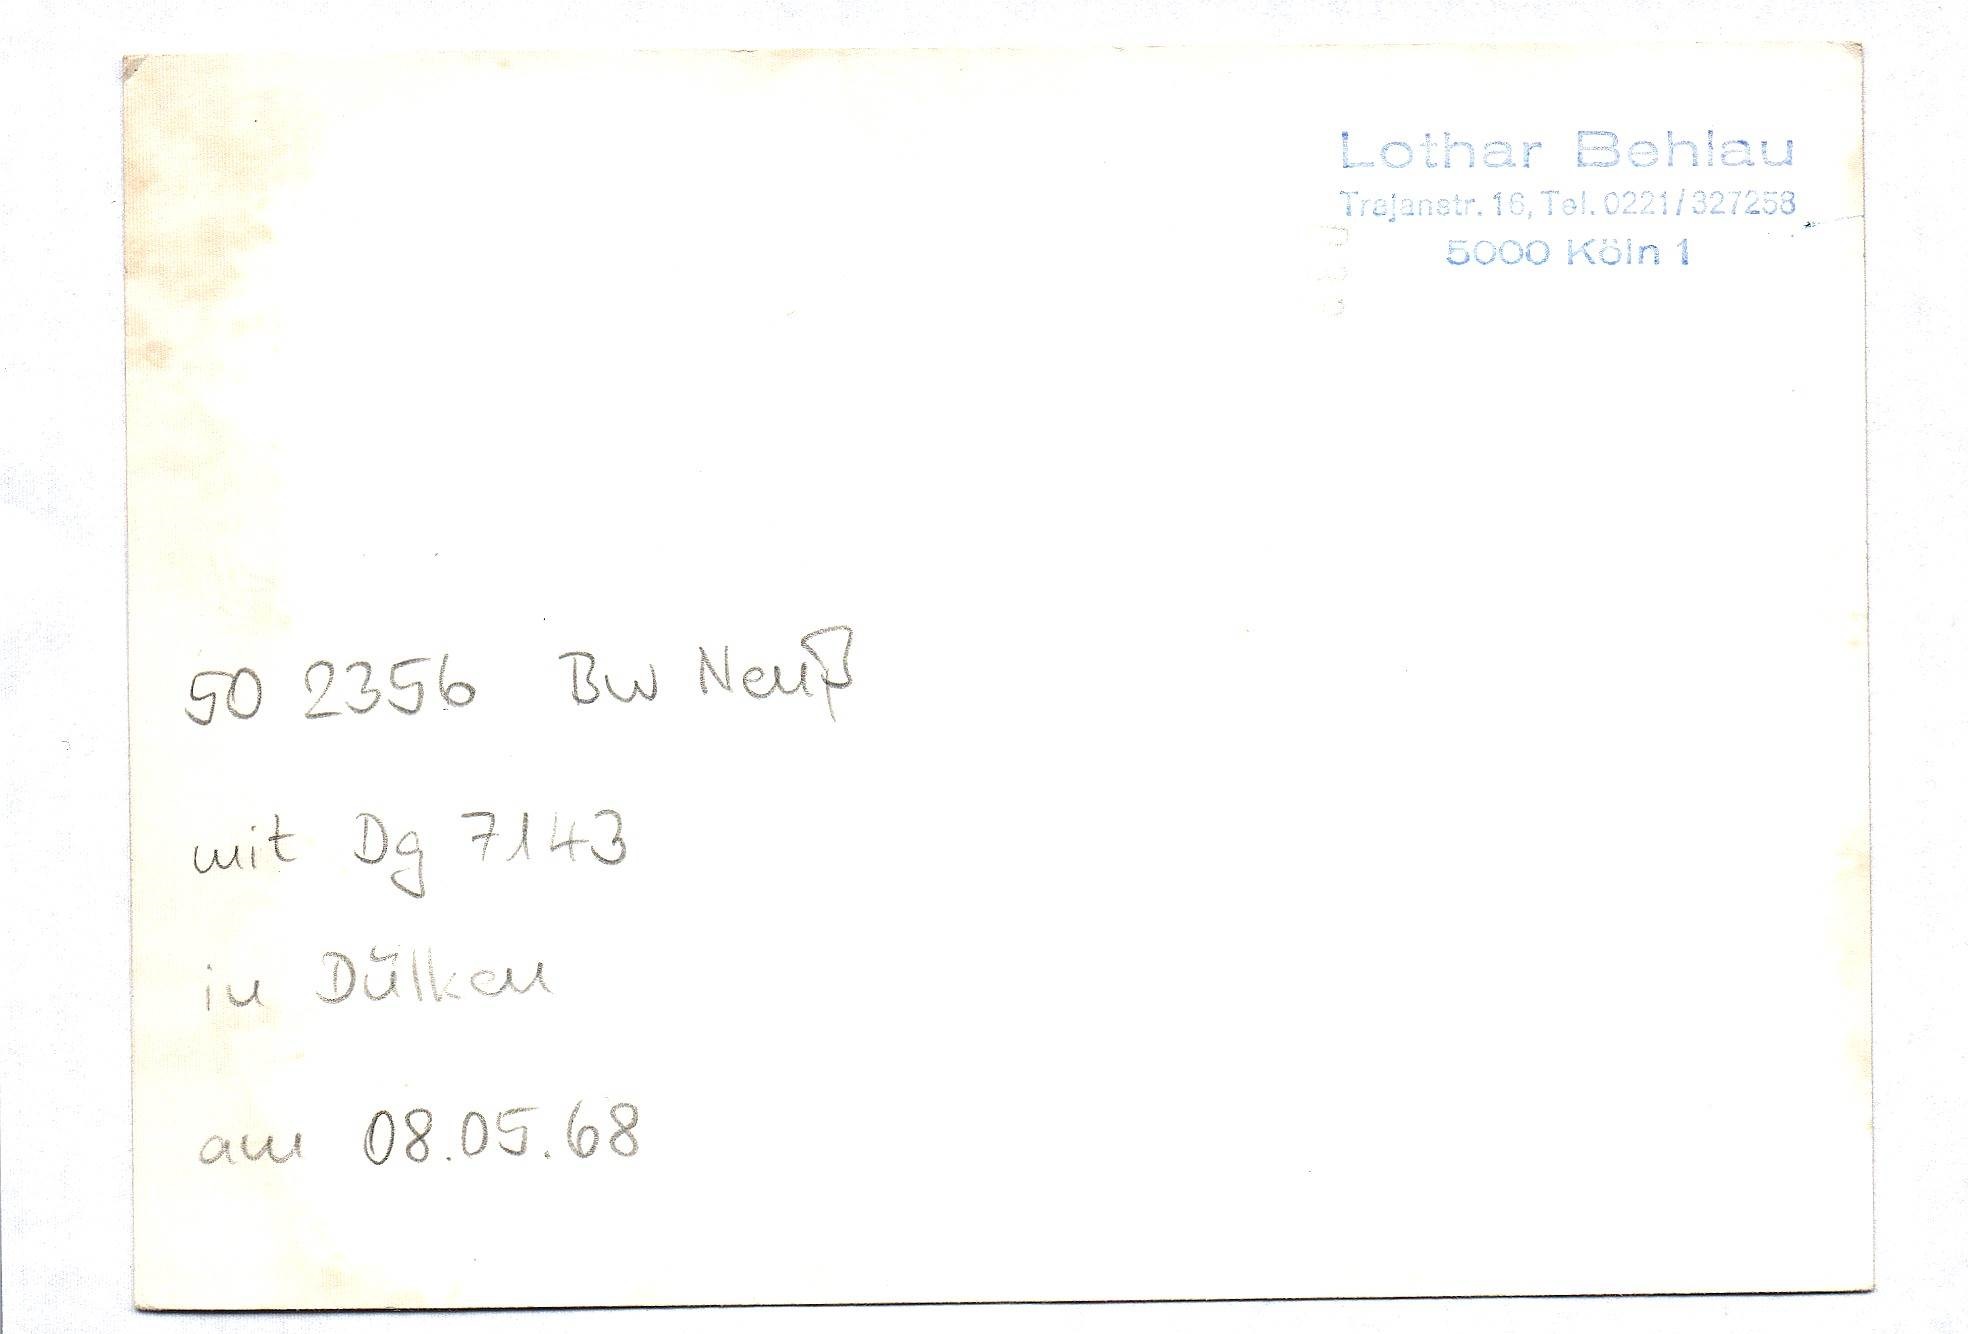 Lothar Behlau
Trajanstr. 16, Tel. 0221/327258
5000 Köln 1
50 2356 Bw Neuß
mit Dg 7143
in Dülken
am 08.05.68